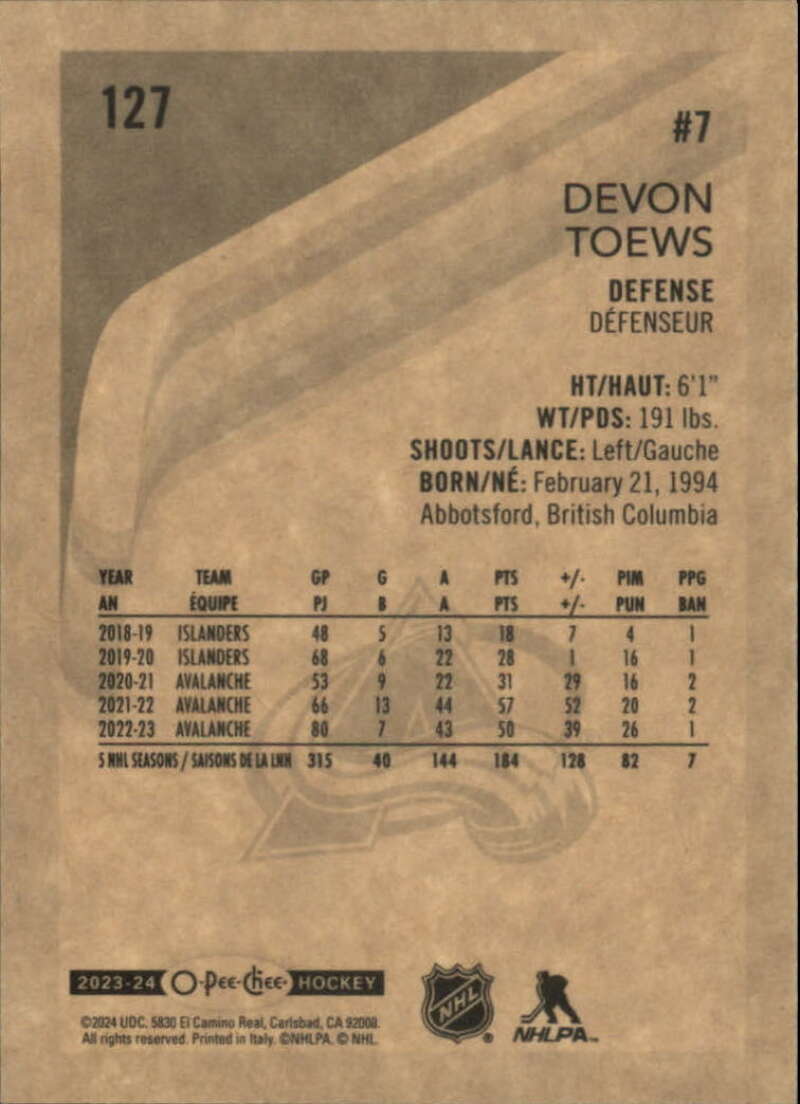 127
#7
DEVON
TOEWS
DEFENSE
DÉFENSEUR
HT/HAUT: 6'1"
WT/PDS: 191 lbs.
SHOOTS/LANCE: Left/Gauche
BORN/NÉ: February 21, 1994
Abbotsford, British Columbia
YEAR TEAM GP G A PTS +/- PIM PPG
AN ÉQUIPE PJ B A PTS +/- PUN BAN
2018-19 ISLANDERS 48 5 13 18 7 4 1
2019-20 ISLANDERS 68 6 22 28 1 16 1
2020-21 AVALANCHE 53 9 22 31 29 16 2
2021-22 AVALANCHE 66 13 44 57 52 20 2
2022-23 AVALANCHE 80 7 43 50 39 26 1
5 NHL SEASONS / SAISONS DE LA LNH 315 40 144 184 128 82 7
2023-24 O-Pee-Chee HOCKEY
©2024 UDC. 5830 El Camino Real, Carlsbad, CA 92008.
All rights reserved. Printed in Italy. ©NHLPA. © NHL.
NHL
NHLPA